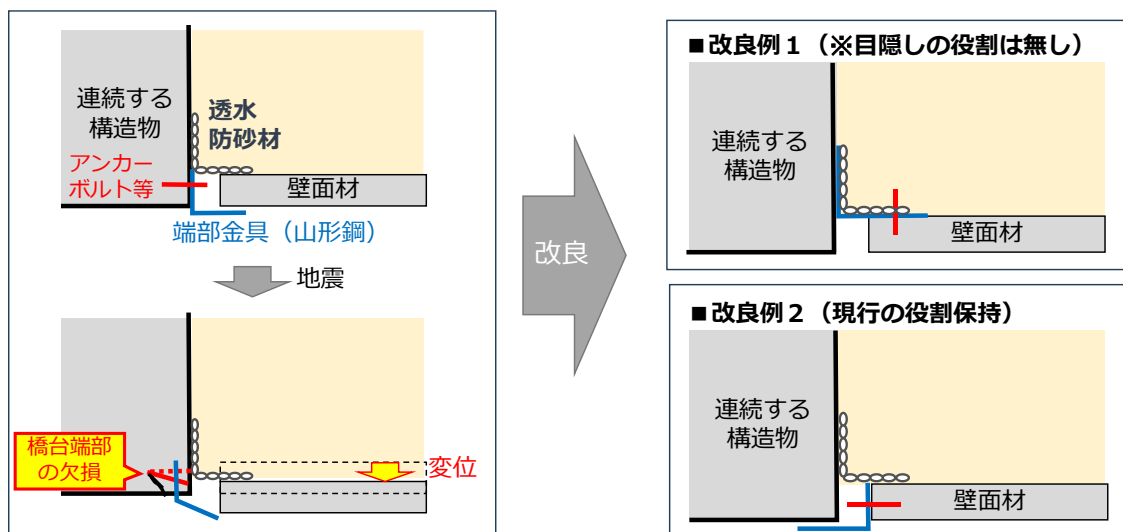 連続する
構造物
透水
防砂材
アンカー
ボルト等
壁面材
端部金具（山形鋼）
地震
橋台端部
の欠損
変位
改良
■改良例１（※目隠しの役割は無し）
連続する
構造物
壁面材
■改良例２（現行の役割保持）
連続する
構造物
壁面材